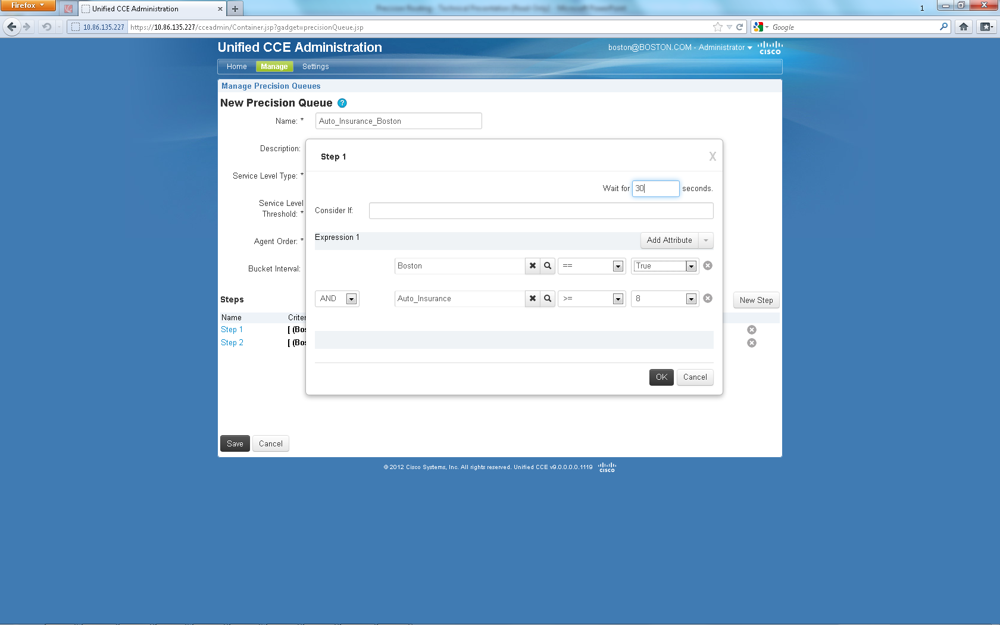 Firefox
Unified CCE Administration
1
10.86.135.227
https://10.86.135.227/cceadmin/Container.jsp?gadget=precisionQueue.jsp
Google
Unified CCE Administration
boston@BOSTON.COM - Administrator
CISCO
Home
Manage
Settings
Manage Precision Queues
New Precision Queue ?
Name: *
Auto_Insurance_Boston
Description:
Service Level Type: *
Service Level
Threshold: *
Agent Order: *
Bucket Interval:
Step 1
X
Wait for 30 seconds.
Consider If:
Expression 1
Add Attribute
Boston
==
True
AND
Auto_Insurance
>=
8
OK
Cancel
Steps
New Step
Name
Criter
Step 1
[ (Bos
Step 2
[ (Bos
Save
Cancel
© 2012 Cisco Systems, Inc. All rights reserved. Unified CCE v9.0.0.0.0.1119
CISCO